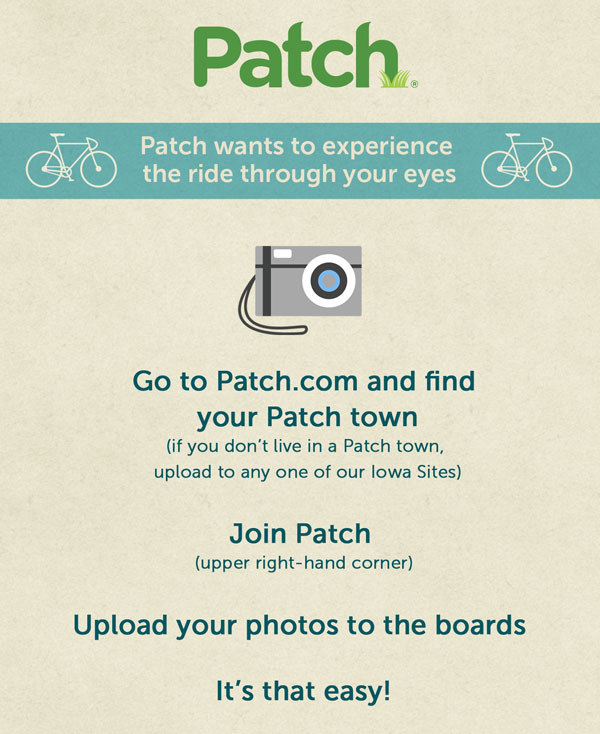 Patch®
Patch wants to experience
the ride through your eyes
Go to Patch.com and find
your Patch town
(if you don’t live in a Patch town,
upload to any one of our Iowa Sites)
Join Patch
(upper right-hand corner)
Upload your photos to the boards
It’s that easy!